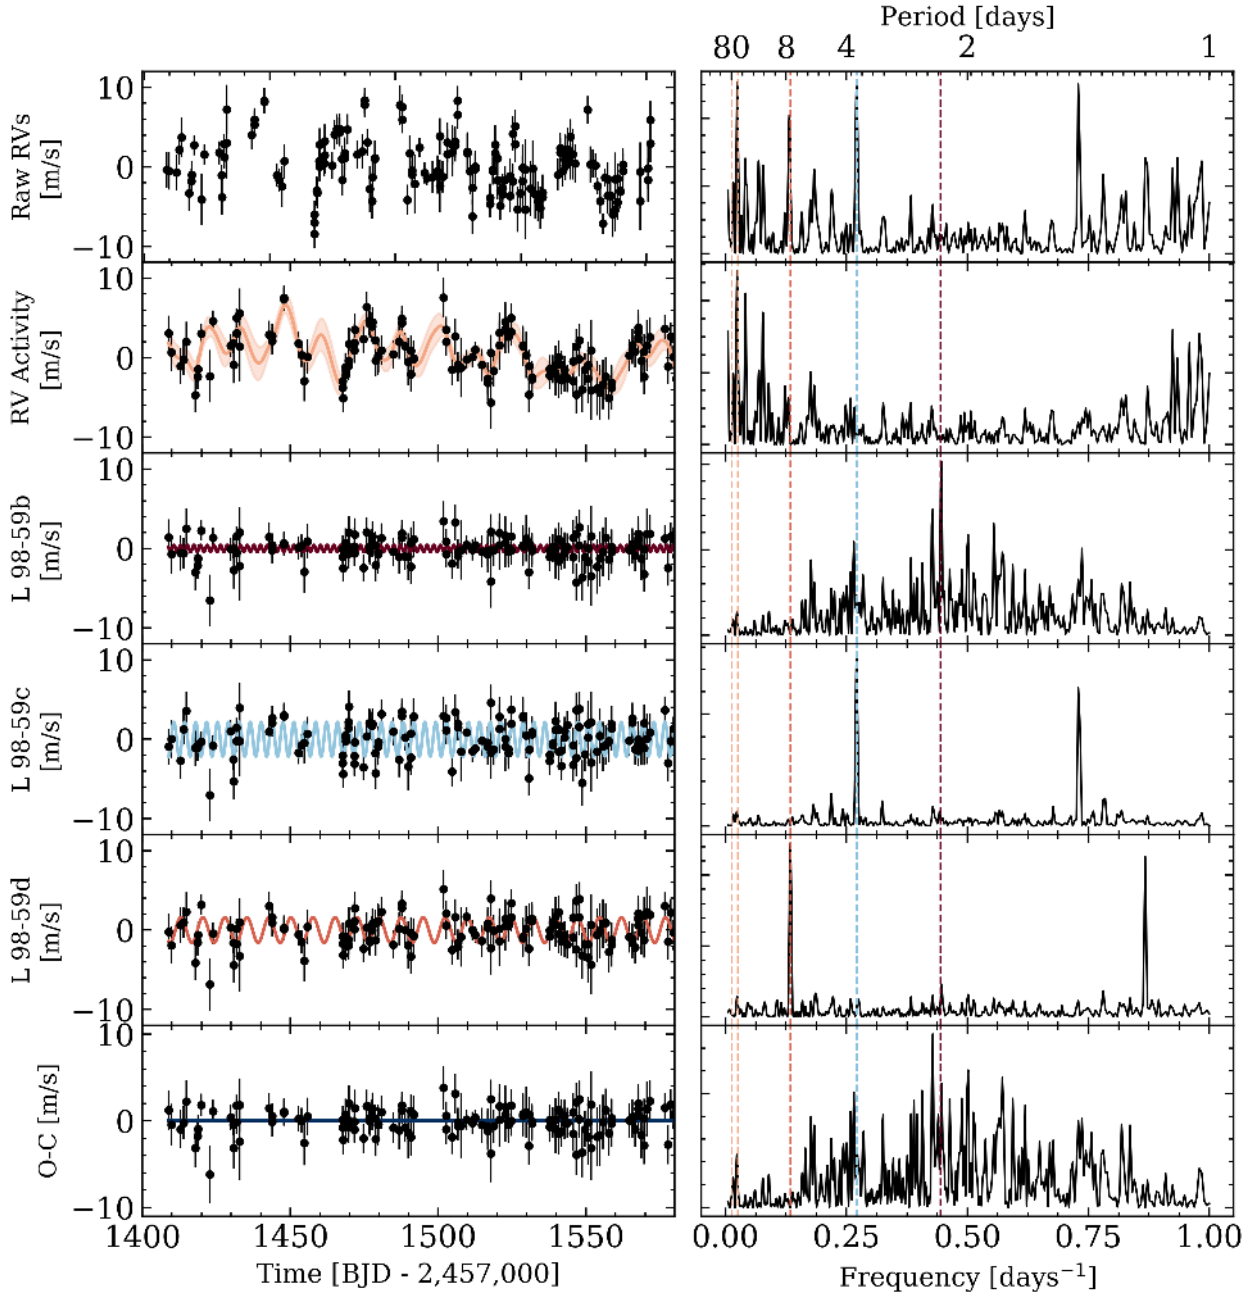 Period [days]
80 8 4 2 1
Raw RVs
[m/s]
10
0
−10
RV Activity
[m/s]
10
0
−10
L 98-59b
[m/s]
10
0
−10
L 98-59c
[m/s]
10
0
−10
L 98-59d
[m/s]
10
0
−10
O-C [m/s]
10
0
−10
1400 1450 1500 1550
0.00 0.25 0.50 0.75 1.00
Time [BJD - 2,457,000]
Frequency [days⁻¹]